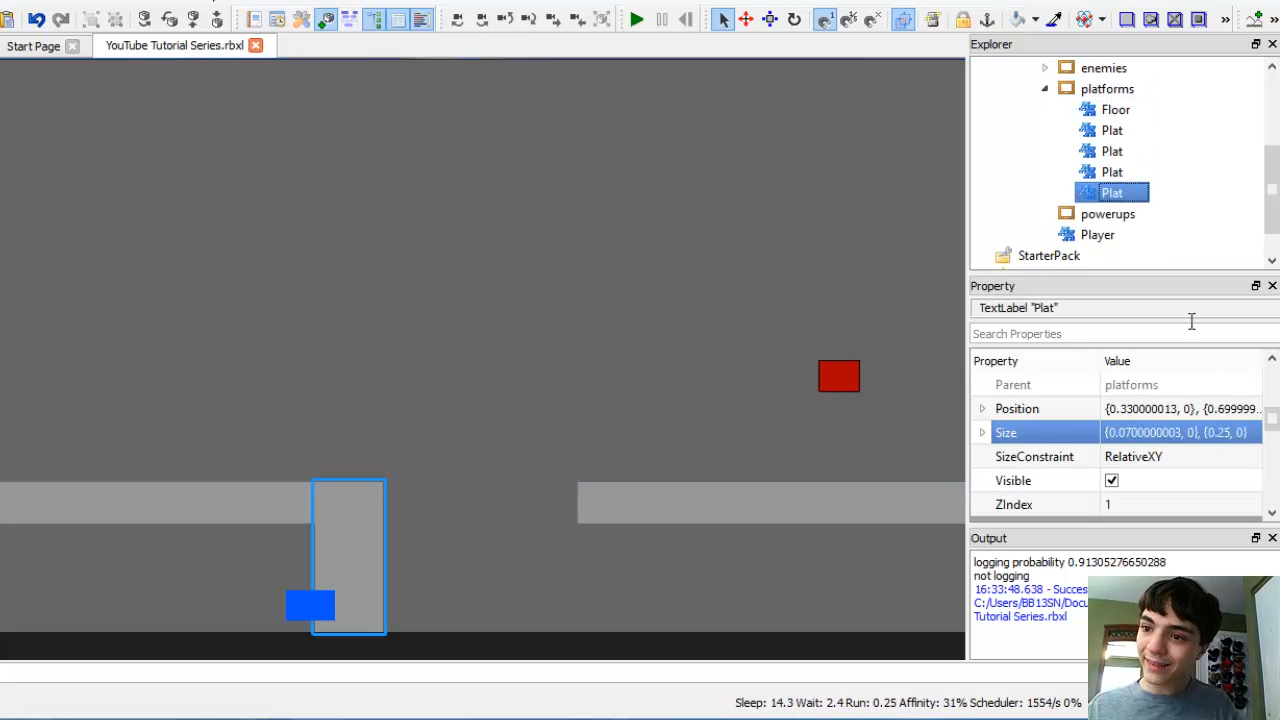 Start Page
YouTube Tutorial Series.rbxl
Explorer
enemies
platforms
Floor
Plat
Plat
Plat
Plat
powerups
Player
StarterPack
Property
TextLabel "Plat"
Search Properties
Property Value
Parent platforms
Position {0.330000013, 0}, {0.699999...
Size {0.0700000003, 0}, {0.25, 0}
SizeConstraint RelativeXY
Visible
ZIndex 1
Output
logging probability 0.91305276650288
not logging
16:33:48.638 - Succes
C:/Users/BB13SN/Docu
Tutorial Series.rbxl
Sleep: 14.3 Wait: 2.4 Run: 0.25 Affinity: 31% Scheduler: 1554/s 0%